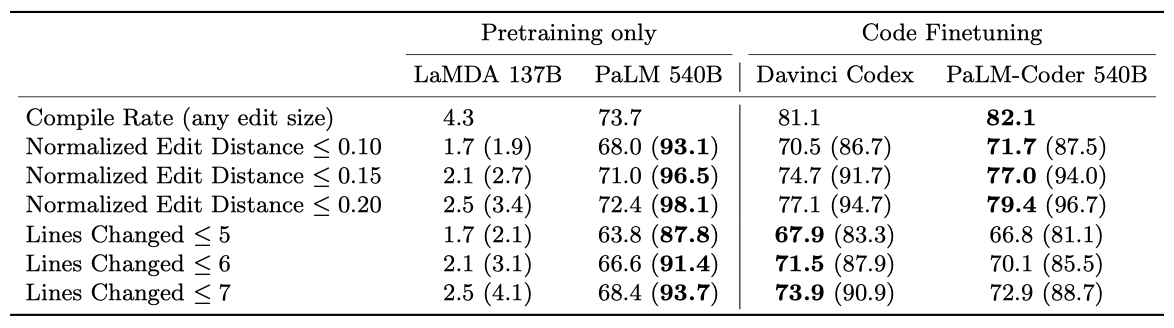 Pretraining only Code Finetuning
LaMDA 137B PaLM 540B Davinci Codex PaLM-Coder 540B
Compile Rate (any edit size) 4.3 73.7 81.1 82.1
Normalized Edit Distance ≤ 0.10 1.7 (1.9) 68.0 (93.1) 70.5 (86.7) 71.7 (87.5)
Normalized Edit Distance ≤ 0.15 2.1 (2.7) 71.0 (96.5) 74.7 (91.7) 77.0 (94.0)
Normalized Edit Distance ≤ 0.20 2.5 (3.4) 72.4 (98.1) 77.1 (94.7) 79.4 (96.7)
Lines Changed ≤ 5 1.7 (2.1) 63.8 (87.8) 67.9 (83.3) 66.8 (81.1)
Lines Changed ≤ 6 2.1 (3.1) 66.6 (91.4) 71.5 (87.9) 70.1 (85.5)
Lines Changed ≤ 7 2.5 (4.1) 68.4 (93.7) 73.9 (90.9) 72.9 (88.7)